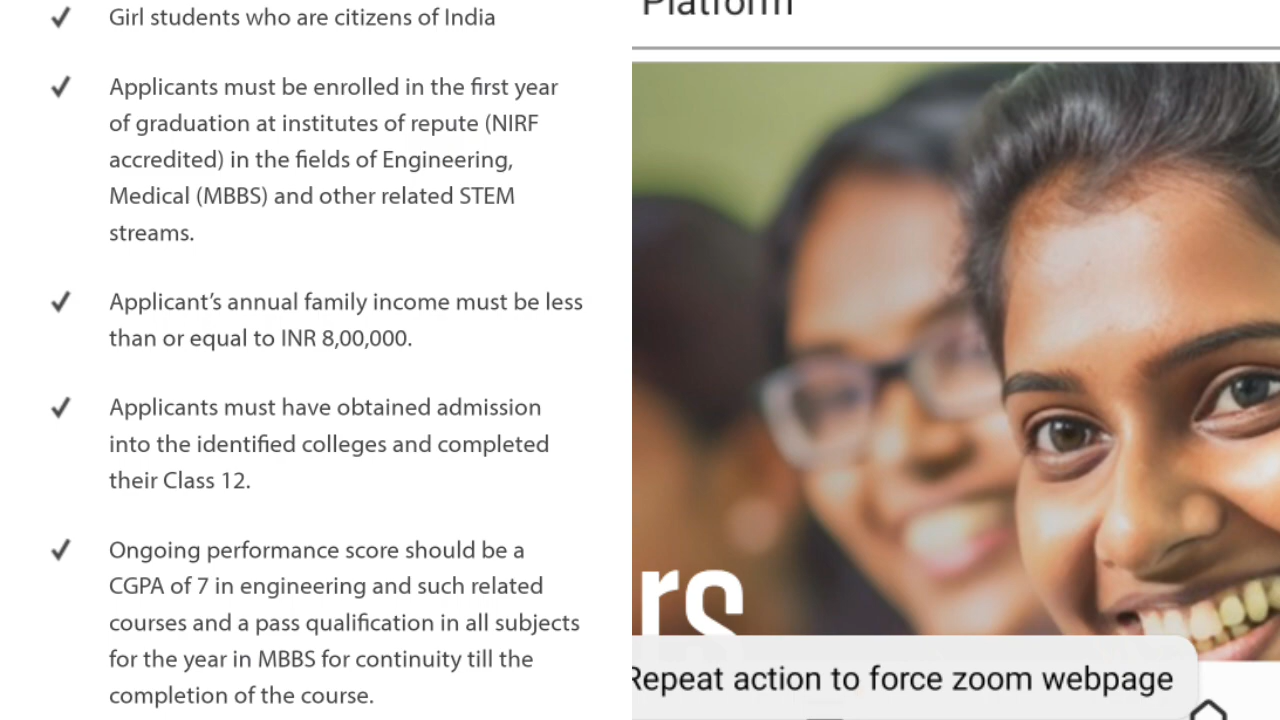 Girl students who are citizens of India
Applicants must be enrolled in the first year
of graduation at institutes of repute (NIRF
accredited) in the fields of Engineering,
Medical (MBBS) and other related STEM
streams.
Applicant’s annual family income must be less
than or equal to INR 8,00,000.
Applicants must have obtained admission
into the identified colleges and completed
their Class 12.
Ongoing performance score should be a
CGPA of 7 in engineering and such related
courses and a pass qualification in all subjects
for the year in MBBS for continuity till the
completion of the course.
Platform
rs
Repeat action to force zoom webpage